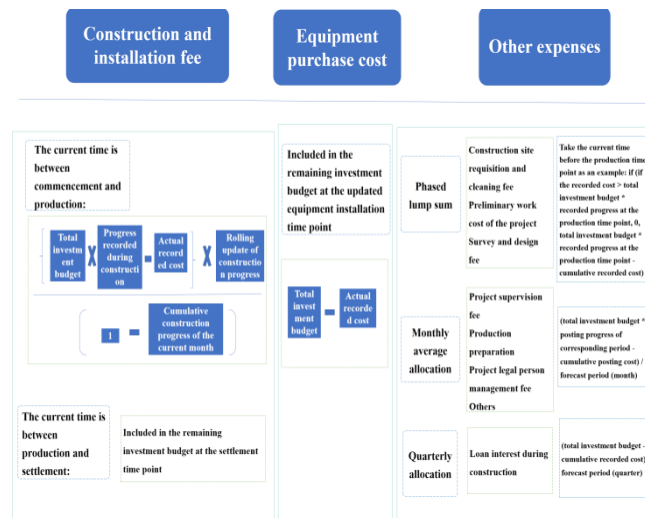 Construction and
installation fee
Equipment
purchase cost
Other expenses
The current time is
between
commencement and
production:
Total
investm
ent
budget
Progress
recorded
during
constructi
on
Actual
record
ed cost
Rolling
update of
constructio
n progress
1
Cumulative
construction
progress of the
current month
The current time is
between
production and
settlement:
Included in the remaining
investment budget at the settlement
time point
Included in the
remaining investment
budget at the updated
equipment installation
time point
Total
invest
ment
budget
Actual
recorde
d cost
Phased
lump sum
Construction site
requisition and
cleaning fee
Preliminary work
cost of the project
Survey and design
fee
Take the current time
before the production time
point as an example: if (if
the recorded cost > total
investment budget *
recorded progress at the
production time point, 0,
total investment budget *
recorded progress at the
production time point -
cumulative recorded cost)
Monthly
average
allocation
Project supervision
fee
Production
preparation
Project legal person
management fee
Others
(total investment budget *
posting progress of
corresponding period -
cumulative posting cost) /
forecast period (month)
Quarterly
allocation
Loan interest during
construction
(total investment budget -
cumulative recorded cost)
forecast period (quarter)